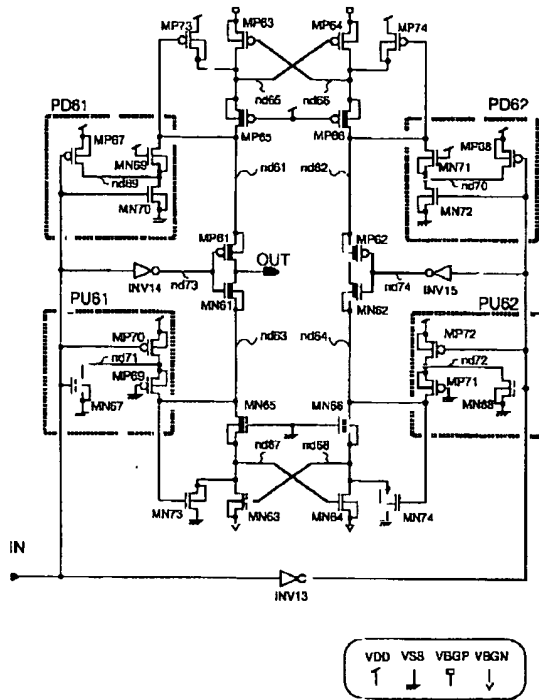 MP73 MP63 MP64 MP74
nd65 nd66
PD61 MP65 MP66 PD62
MP67 MN69 nd69 MN70
nd61 nd62
MP68 MN71 nd70 MN72
MP61 OUT MP62
INV14 nd73 MN61 MN62 nd74 INV15
PU61 PU62
MP70 nd71 MP69 MN67
nd63 nd64
MP72 nd72 MP71 MN68
MN65 MN66
nd67 nd68
MN73 MN63 MN64 MN74
IN
INV13
VDD VSS VBGP VBGN